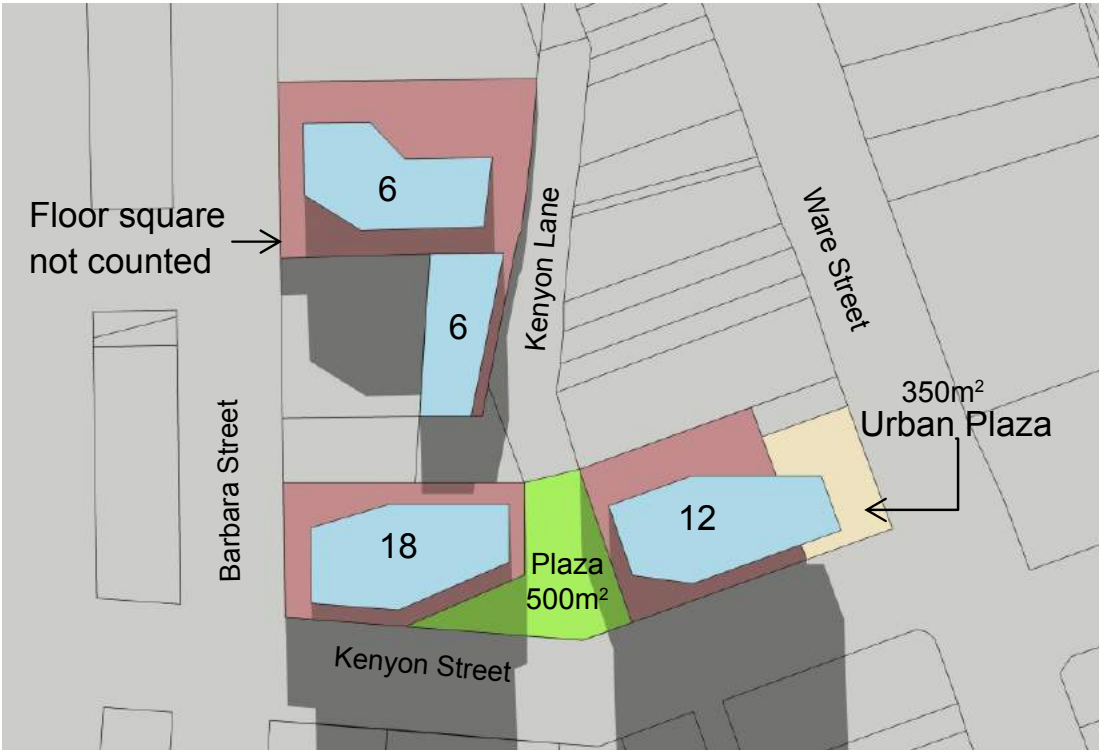 6
Floor square
not counted
Kenyon Lane
Ware Street
6
350m²
Urban Plaza
Barbara Street
18
12
Plaza
500m²
Kenyon Street